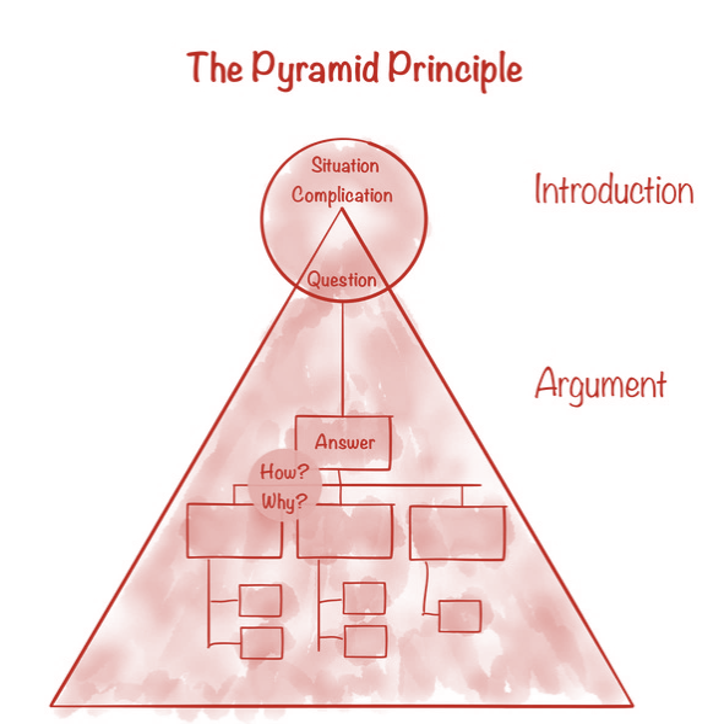 The Pyramid Principle
Situation
Complication
Introduction
Question
Argument
Answer
How?
Why?